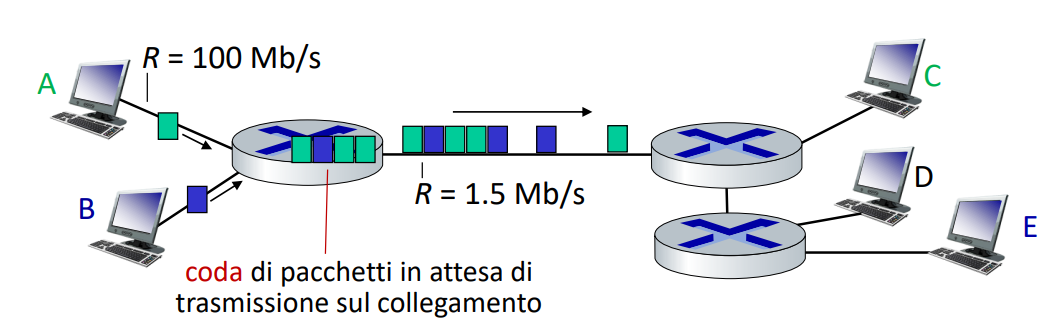 R = 100 Mb/s
A
C
B
R = 1.5 Mb/s
D
E
coda di pacchetti in attesa di
trasmissione sul collegamento